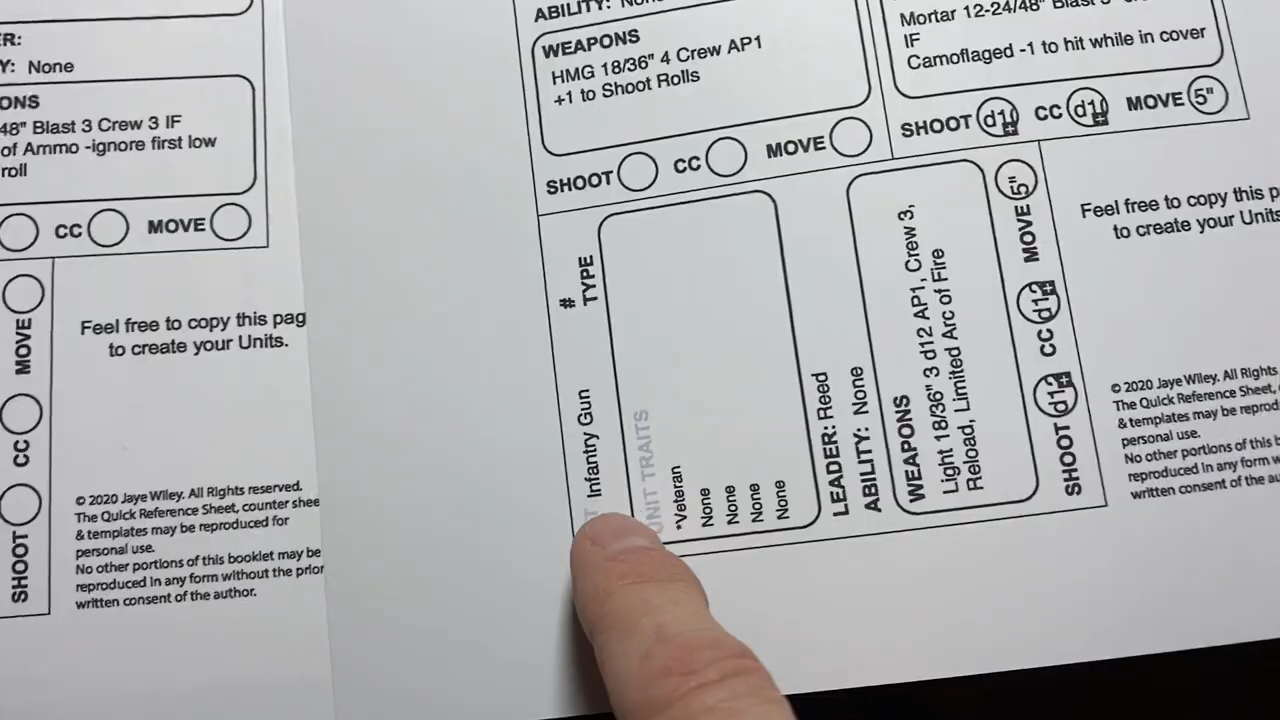 R:
Y: None
ONS
48" Blast 3 Crew 3 IF
of Ammo -ignore first low
roll
CC MOVE
SHOOT CC MOVE
Feel free to copy this pag
to create your Units.
© 2020 Jaye Wiley. All Rights reserved.
The Quick Reference Sheet, counter shee
& templates may be reproduced for
personal use.
No other portions of this booklet may be
reproduced in any form without the prior
written consent of the author.
ABILITY: None
WEAPONS
HMG 18/36" 4 Crew AP1
+1 to Shoot Rolls
SHOOT CC MOVE
Mortar 12-24/48" Blast 3
IF
Camoflaged -1 to hit while in cover
SHOOT d10 CC d10 MOVE 5"
T Infantry Gun # TYPE
UNIT TRAITS
*Veteran
None
None
None
None
LEADER: Reed
ABILITY: None
WEAPONS
Light 18/36" 3 d12 AP1, Crew 3,
Reload, Limited Arc of Fire
SHOOT d12 CC d12 MOVE 5"
Feel free to copy this p
to create your Units
© 2020 Jaye Wiley. All Rights
The Quick Reference Sheet,
& templates may be reprod
personal use.
No other portions of this b
reproduced in any form w
written consent of the au